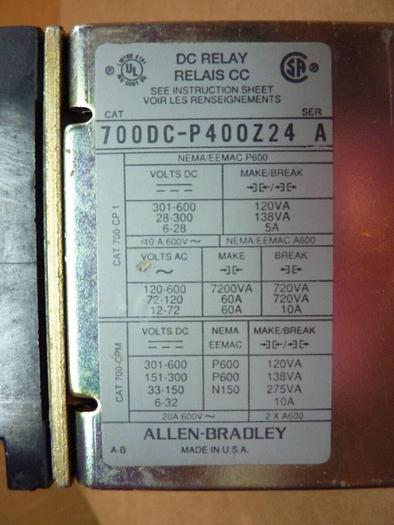 DC RELAY
RELAIS CC
SEE INSTRUCTION SHEET
VOIR LES RENSEIGNEMENTS
CAT SER
700DC-P400Z24 A
NEMA/EEMAC P600
CAT 700-CP1
VOLTS DC MAKE/BREAK
301-600 120VA
28-300 138VA
6-28 5A
40 A 600V~ NEMA/EEMAC A600
VOLTS AC MAKE BREAK
~
120-600 7200VA 720VA
72-120 60A 720VA
12-72 60A 10A
CAT 700-CPM
VOLTS DC NEMA MAKE/BREAK
EEMAC
301-600 P600 120VA
151-300 P600 138VA
33-150 N150 275VA
6-32 10A
20A 600V~ 2 X A600
ALLEN-BRADLEY
A-B MADE IN U.S.A.